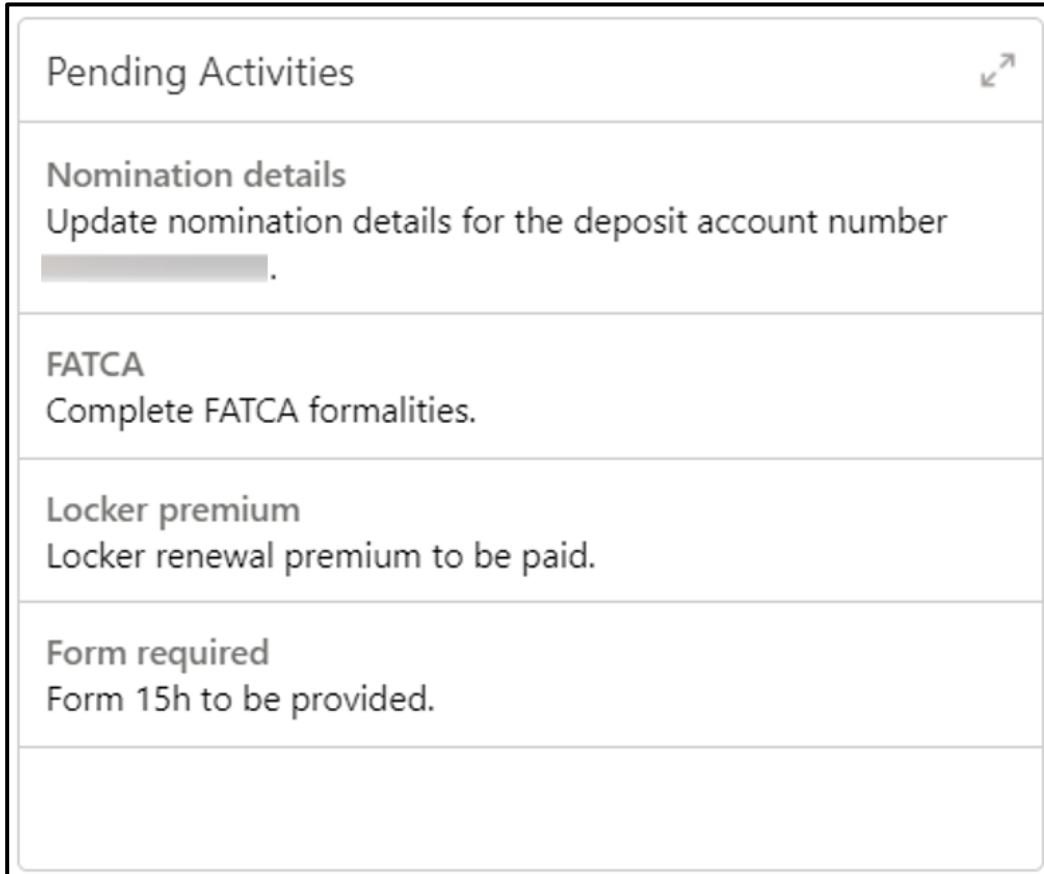 Pending Activities
Nomination details
Update nomination details for the deposit account number
.
FATCA
Complete FATCA formalities.
Locker premium
Locker renewal premium to be paid.
Form required
Form 15h to be provided.